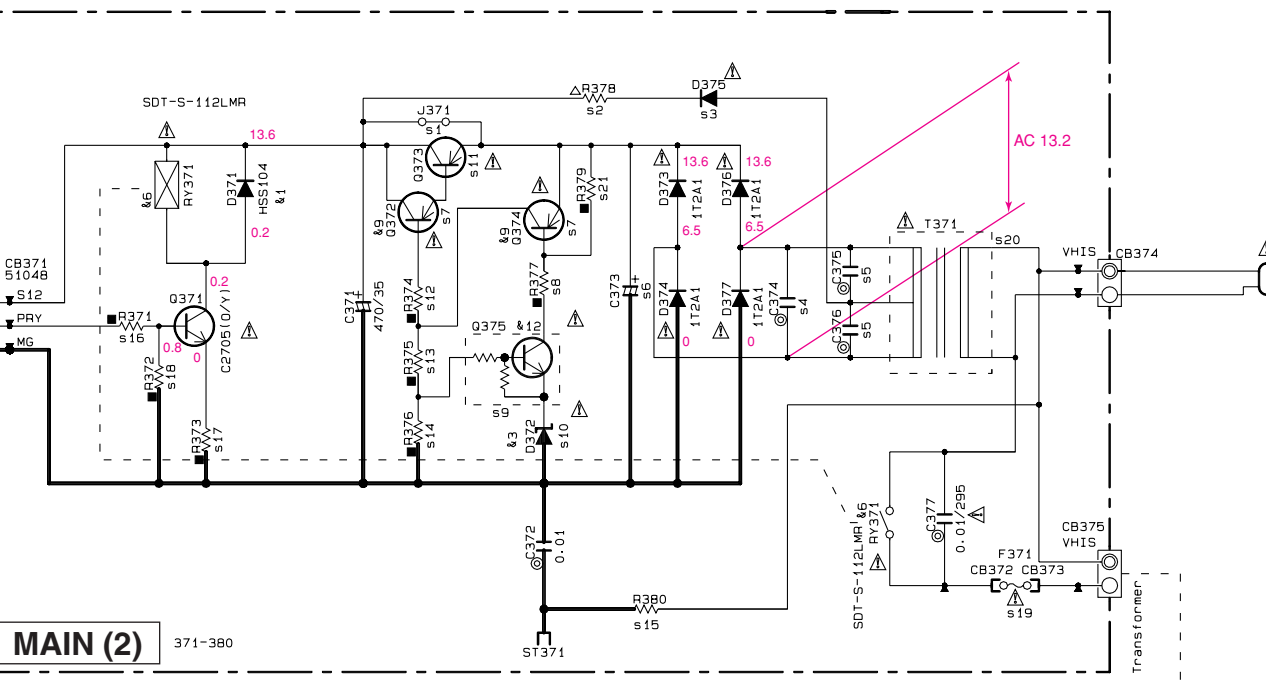 SDT-S-112LMR
13.6
RY371
&6
D371
HSS104
&1
0.2
0.2
CB371
51048
S12
PRY
MG
R371
s16
Q371
C2705(O/Y)
0.8
0
R372
s18
R373
s17
J371
s1
Q373
s11
&9
Q372
s7
C371
470/35
R374
s12
R375
s13
R376
s14
&9
Q374
s7
R379
s21
R377
s8
Q375
&12
s9
&3
D372
s10
C373
s6
R378
s2
D375
s3
13.6
13.6
D373
1T2A1
D376
1T2A1
6.5
6.5
D374
1T2A1
D377
1T2A1
0
0
C374
s4
C375
s5
C376
s5
T371
s20
AC 13.2
VHIS
CB374
C372
0.01
R380
s15
ST371
SDT-S-112LMR
&6
RY371
C377
0.01/295
F371
CB372
CB373
s19
CB375
VHIS
Transformer
MAIN (2)
371-380